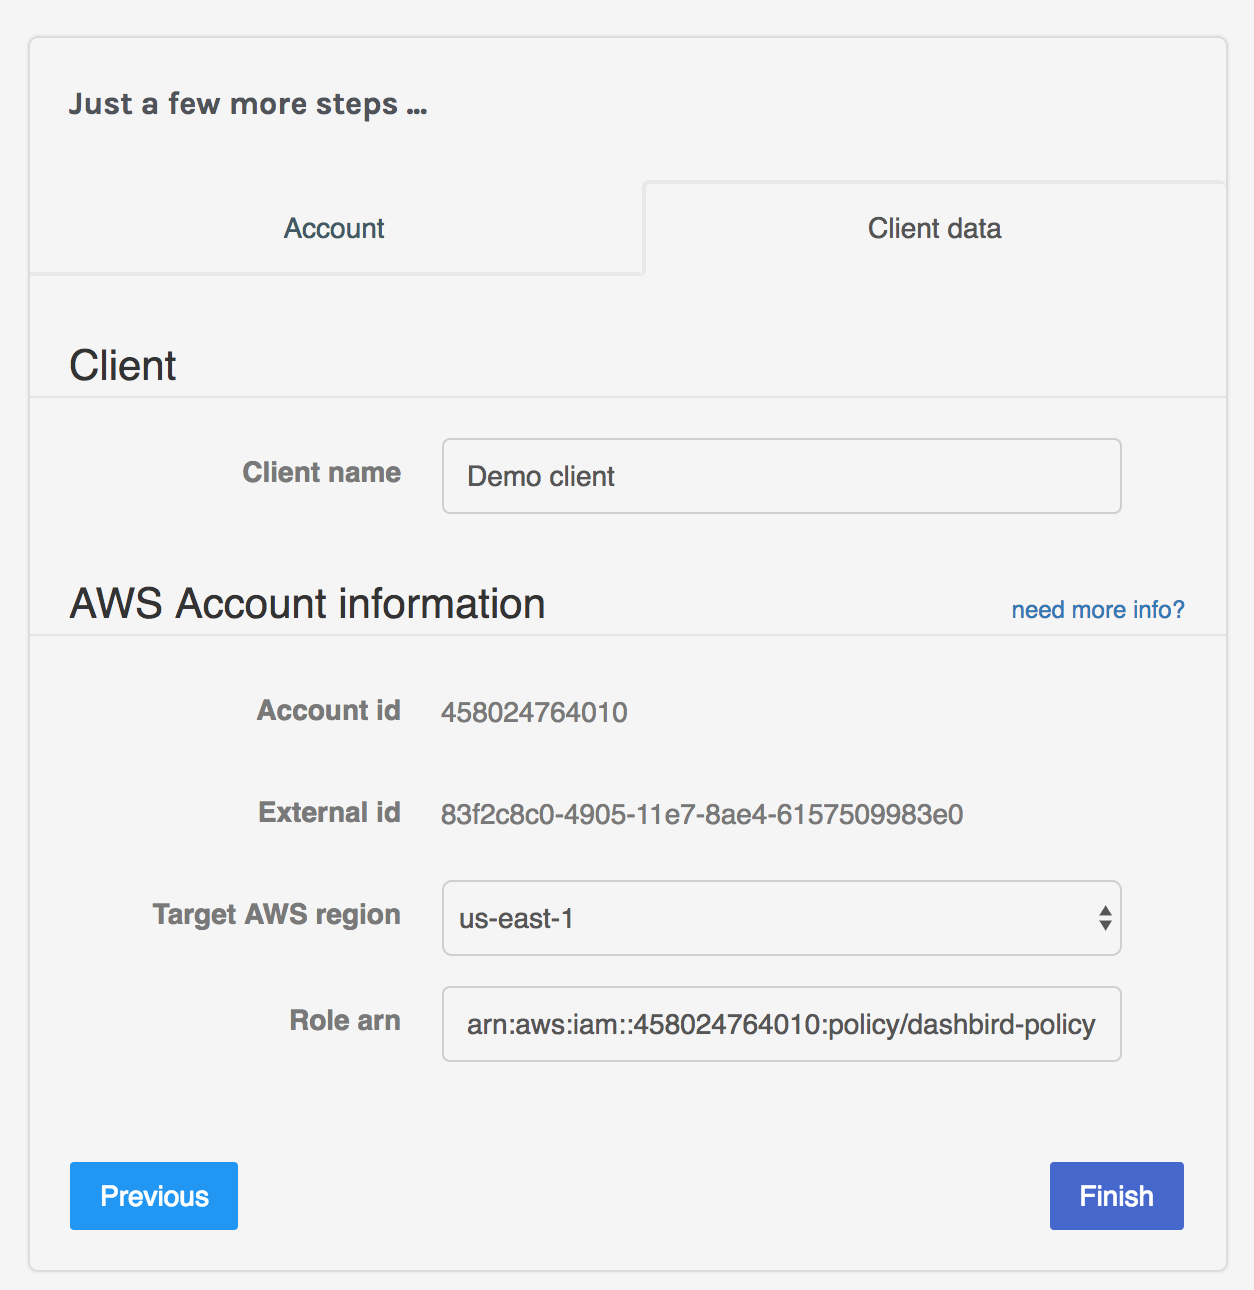 Just a few more steps ...
Account
Client data
Client
Client name
Demo client
AWS Account information
need more info?
Account id
458024764010
External id
83f2c8c0-4905-11e7-8ae4-6157509983e0
Target AWS region
us-east-1
Role arn
arn:aws:iam::458024764010:policy/dashbird-policy
Previous
Finish